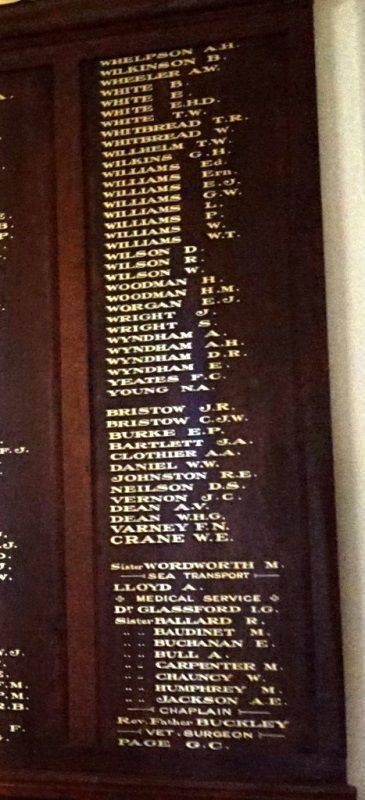 WHELPSON A.H.
WILKINSON B.
WHEELER A.W.
WHITE B.
WHITE E.
WHITE E.H.D.
WHITE T.W.
WHITBREAD T.R.
WHITBREAD W.
WILLHELM T.W.
WILKINS G.H.
WILLIAMS Ed.
WILLIAMS Ern.
WILLIAMS E.J.
WILLIAMS G.W.
WILLIAMS L.
WILLIAMS P.
WILLIAMS W.
WILLIAMS W.T.
WILSON D.
WILSON R.
WILSON W.
WOODMAN H.
WOODMAN H.M.
WORGAN E.J.
WRIGHT J.
WRIGHT S.
WYNDHAM A.
WYNDHAM A.H.
WYNDHAM D.R.
WYNDHAM E.
YEATES F.C.
YOUNG N.A.
BRISTOW J.R.
BRISTOW C.J.W.
BURKE E.P.
BARTLETT J.A.
CLOTHIER A.A.
DANIEL W.W.
JOHNSTON R.E.
NEILSON D.S.
VERNON J.C.
DEAN A.V.
DEAN W.H.G.
VARNEY F.N.
CRANE W.E.
Sister WORDWORTH M.
SEA TRANSPORT
LLOYD A.
MEDICAL SERVICE
Dr GLASSFORD I.G.
Sister BALLARD R.
" " BAUDINET M.
" " BUCHANAN E.
" " BULL A.
" " CARPENTER M.
" " CHAUNCY W.
" " HUMPHREY M.
" " JACKSON A.E.
CHAPLAIN
Rev. Father BUCKLEY
VET. SURGEON
PAGE G.C.